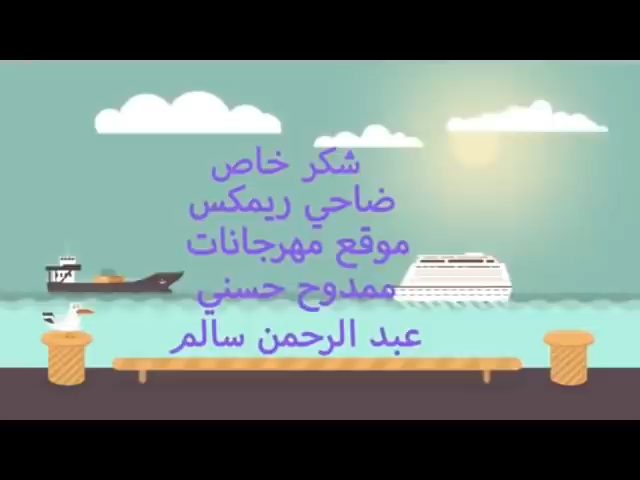 شكر خاص
ضاحي ريمكس
موقع مهرجانات
ممدوح حسني
عبد الرحمن سالم